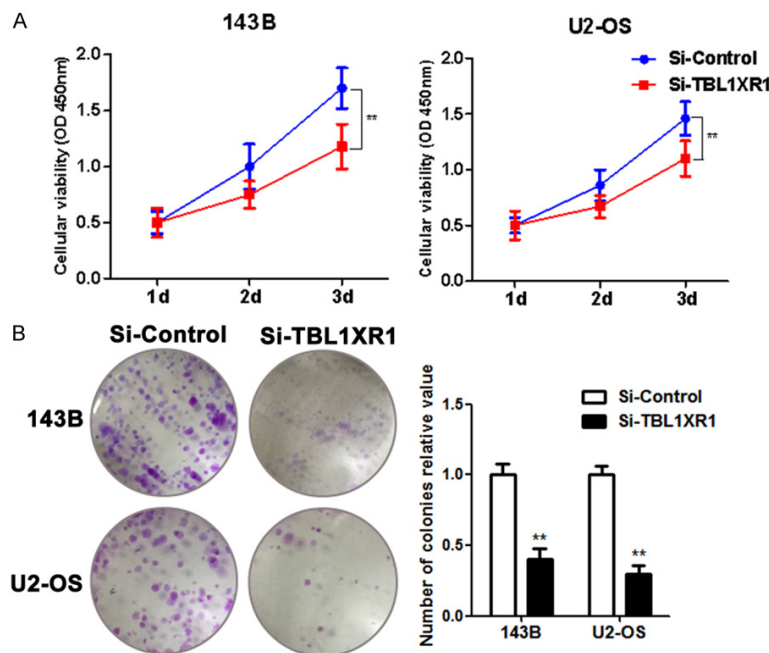 A
143B
Cellular viability (OD 450nm)
2.0
1.5
1.0
0.5
0.0
**
1d 2d 3d
U2-OS
Si-Control
Si-TBL1XR1
Cellular viability (OD 450nm)
2.0
1.5
1.0
0.5
0.0
**
1d 2d 3d
B
Si-Control Si-TBL1XR1
143B
U2-OS
Si-Control
Si-TBL1XR1
Number of colonies relative value
1.5
1.0
0.5
0.0
**
**
143B U2-OS